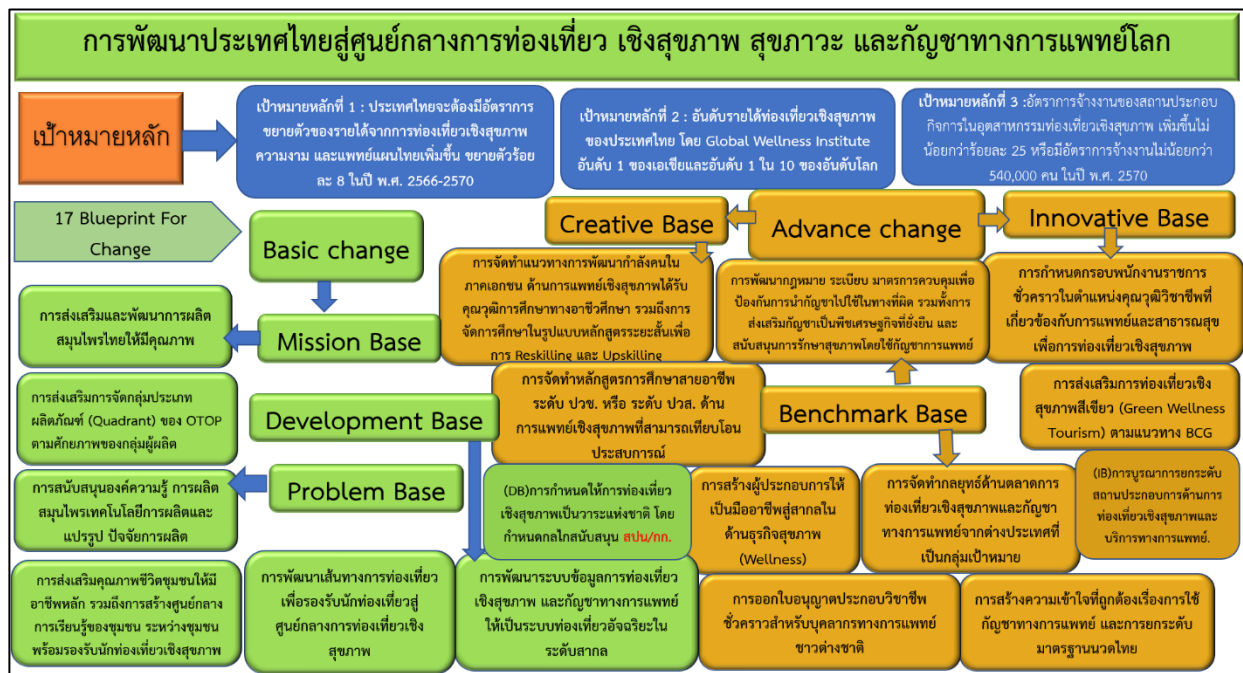 การพัฒนาประเทศไทยสู่ศูนย์กลางการท่องเที่ยว เชิงสุขภาพ สุขภาวะ และกัญชาทางการแพทย์โลก
เป้าหมายหลัก
เป้าหมายหลักที่ 1 : ประเทศไทยจะต้องมีอัตราการ
ขยายตัวของรายได้จากการท่องเที่ยวเชิงสุขภาพ
ความงาม และแพทย์แผนไทยเพิ่มขึ้น ขยายตัวร้อย
ละ 8 ในปี พ.ศ. 2566-2570
เป้าหมายหลักที่ 2 : อันดับรายได้ท่องเที่ยวเชิงสุขภาพ
ของประเทศไทย โดย Global Wellness Institute
อันดับ 1 ของเอเชียและอันดับ 1 ใน 10 ของอันดับโลก
เป้าหมายหลักที่ 3 :อัตราการจ้างงานของสถานประกอบ
กิจการในอุตสาหกรรมท่องเที่ยวเชิงสุขภาพ เพิ่มขึ้นไม่
น้อยกว่าร้อยละ 25 หรือมีอัตราการจ้างงานไม่น้อยกว่า
540,000 คน ในปี พ.ศ. 2570
17 Blueprint For
Change
Basic change
Creative Base
Advance change
Innovative Base
การส่งเสริมและพัฒนาการผลิต
สมุนไพรไทยให้มีคุณภาพ
Mission Base
การจัดทำแนวทางการพัฒนากำลังคนใน
ภาคเอกชน ด้านการแพทย์เชิงสุขภาพได้รับ
คุณวุฒิการศึกษาทางอาชีวศึกษา รวมถึงการ
จัดการศึกษาในรูปแบบหลักสูตรระยะสั้นเพื่อ
การ Reskilling และ Upskilling
การพัฒนากฎหมาย ระเบียบ มาตรการควบคุมเพื่อ
ป้องกันการนำกัญชาไปใช้ในทางที่ผิด รวมทั้งการ
ส่งเสริมกัญชาเป็นพืชเศรษฐกิจที่ยั่งยืน และ
สนับสนุนการรักษาสุขภาพโดยใช้กัญชาการแพทย์
การกำหนดกรอบพนักงานราชการ
ชั่วคราวในตำแหน่งคุณวุฒิวิชาชีพที่
เกี่ยวข้องกับการแพทย์และสาธารณสุข
เพื่อการท่องเที่ยวเชิงสุขภาพ
การส่งเสริมการจัดกลุ่มประเภท
ผลิตภัณฑ์ (Quadrant) ของ OTOP
ตามศักยภาพของกลุ่มผู้ผลิต
Development Base
การจัดทำหลักสูตรการศึกษาสายอาชีพ
ระดับ ปวช. หรือ ระดับ ปวส. ด้าน
การแพทย์เชิงสุขภาพที่สามารถเทียบโอน
ประสบการณ์
Benchmark Base
การส่งเสริมการท่องเที่ยวเชิง
สุขภาพสีเขียว (Green Wellness
Tourism) ตามแนวทาง BCG
การสนับสนุนองค์ความรู้ การผลิต
สมุนไพรเทคโนโลยีการผลิตและ
แปรรูป ปัจจัยการผลิต
Problem Base
(DB)การกำหนดให้การท่องเที่ยว
เชิงสุขภาพเป็นวาระแห่งชาติ โดย
กำหนดกลไกสนับสนุน สปน/กก.
การสร้างผู้ประกอบการให้
เป็นมืออาชีพสู่สากลใน
ด้านธุรกิจสุขภาพ
(Wellness)
การจัดทำกลยุทธ์ด้านตลาดการ
ท่องเที่ยวเชิงสุขภาพและกัญชา
ทางการแพทย์จากต่างประเทศที่
เป็นกลุ่มเป้าหมาย
(IB)การบูรณาการยกระดับ
สถานประกอบการด้านการ
ท่องเที่ยวเชิงสุขภาพและ
บริการทางการแพทย์.
การส่งเสริมคุณภาพชีวิตชุมชนให้มี
อาชีพหลัก รวมถึงการสร้างศูนย์กลาง
การเรียนรู้ของชุมชน ระหว่างชุมชน
พร้อมรองรับนักท่องเที่ยวเชิงสุขภาพ
การพัฒนาเส้นทางการท่องเที่ยว
เพื่อรองรับนักท่องเที่ยวสู่
ศูนย์กลางการท่องเที่ยวเชิง
สุขภาพ
การพัฒนาระบบข้อมูลการท่องเที่ยว
เชิงสุขภาพ และกัญชาทางการแพทย์
ให้เป็นระบบท่องเที่ยวอัจฉริยะใน
ระดับสากล
การออกใบอนุญาตประกอบวิชาชีพ
ชั่วคราวสำหรับบุคลากรทางการแพทย์
ชาวต่างชาติ
การสร้างความเข้าใจที่ถูกต้องเรื่องการใช้
กัญชาทางการแพทย์ และการยกระดับ
มาตรฐานนวดไทย